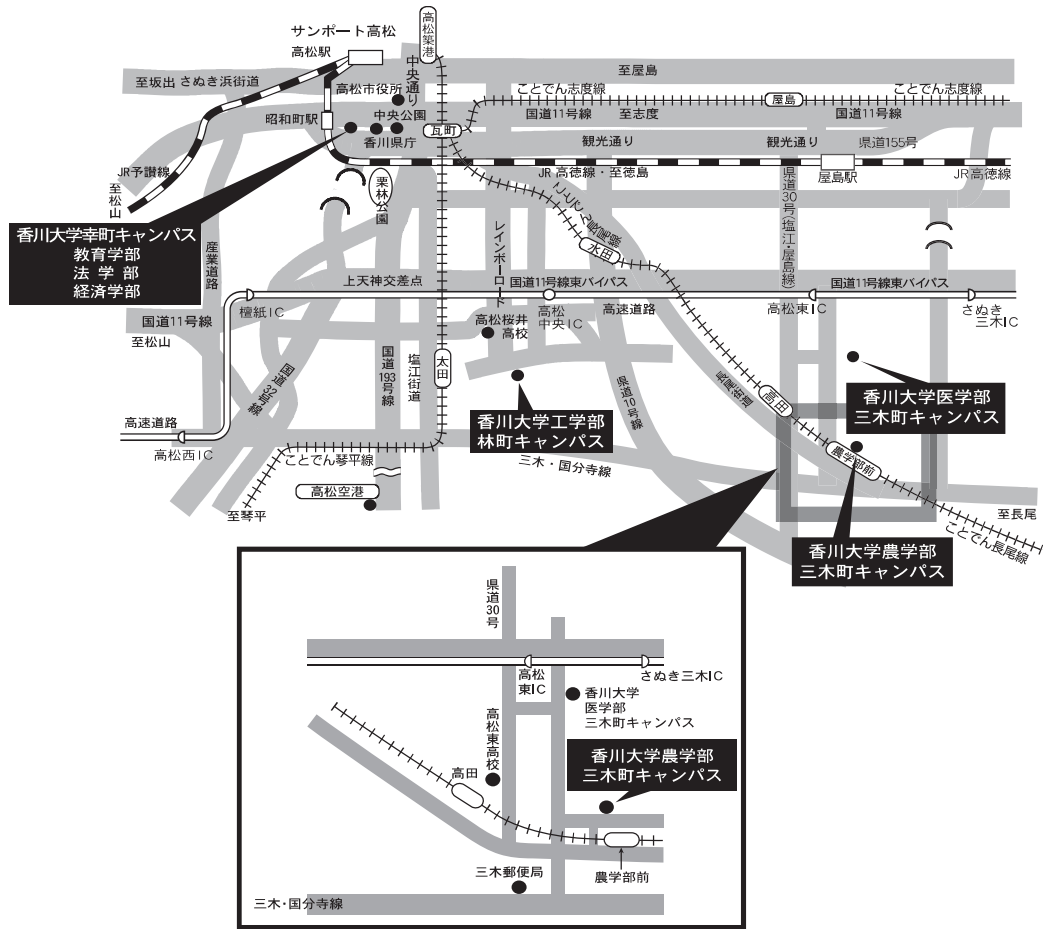 サンポート高松
高松駅
高松築港
中央通り
至坂出 さぬき浜街道
至屋島
高松市役所
中央公園
昭和町駅
香川県庁
瓦町
ことでん志度線
屋島
ことでん志度線
国道11号線
至志度
国道11号線
観光通り
観光通り
県道155号
JR予讃線
至松山
栗林公園
JR高徳線・至徳島
屋島駅
JR高徳線
香川大学幸町キャンパス
教育学部
法学部
経済学部
産業道路
レインボーロード
ことでん長尾線
水田
県道30号(塩江・屋島線)
上天神交差点
国道11号線東バイパス
国道11号線東バイパス
檀紙IC
高松
中央IC
高速道路
高松東IC
さぬき
三木IC
国道11号線
至松山
高松桜井
高校
国道32号線
国道193号線
塩江街道
太田
県道10号線
長尾街道
高田
香川大学医学部
三木町キャンパス
香川大学工学部
林町キャンパス
高速道路
高松西IC
ことでん琴平線
三木・国分寺線
農学部前
高松空港
至琴平
至長尾
ことでん長尾線
香川大学農学部
三木町キャンパス
県道30号
高松
東IC
さぬき三木IC
香川大学
医学部
三木町キャンパス
高松東高校
香川大学農学部
三木町キャンパス
高田
三木郵便局
農学部前
三木・国分寺線